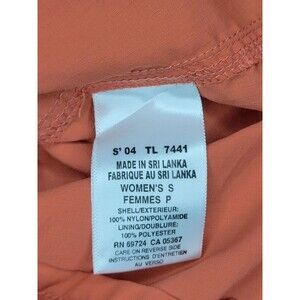 S'04 TL 7441
MADE IN SRI LANKA
FABRIQUE AU SRI LANKA
WOMEN'S S
FEMMES P
SHELL/EXTERIEUR:
100% NYLON/POLYAMIDE
LINING/DOUBLURE:
100% POLYESTER
RN 69724 CA 05367
CARE ON REVERSE SIDE
INSTRUCTIONS D'ENTRETIEN
AU VERSO